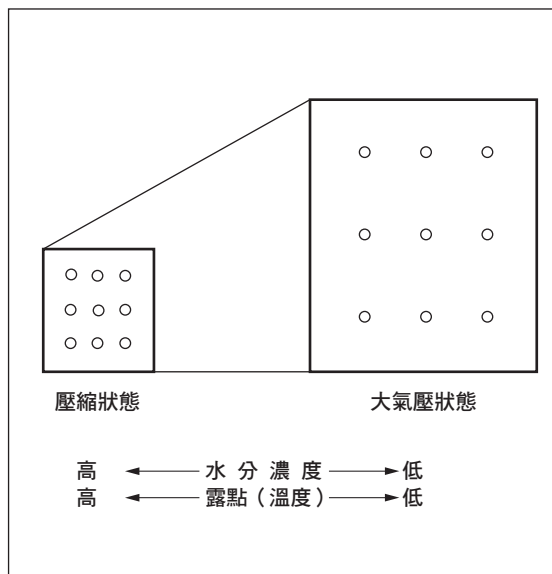 壓縮狀態 大氣壓狀態
高 水分濃度 低
高 露點(溫度) 低